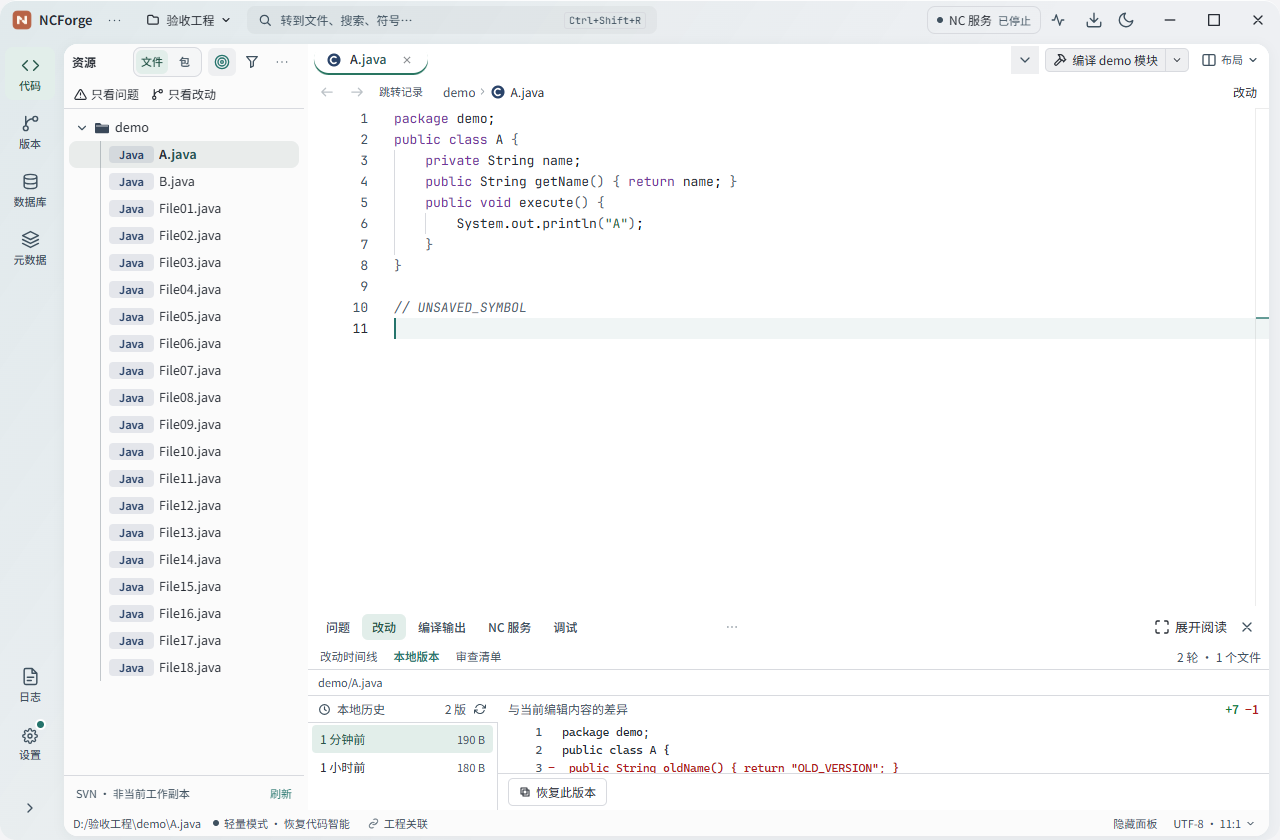 NCForge ··· 验收工程 转到文件、搜索、符号··· Ctrl+Shift+R NC 服务 已停止
代码
版本
数据库
元数据
日志
设置
资源 文件 包 ···
只看问题 只看改动
demo
Java A.java
Java B.java
Java File01.java
Java File02.java
Java File03.java
Java File04.java
Java File05.java
Java File06.java
Java File07.java
Java File08.java
Java File09.java
Java File10.java
Java File11.java
Java File12.java
Java File13.java
Java File14.java
Java File15.java
Java File16.java
Java File17.java
Java File18.java
SVN · 非当前工作副本 刷新
A.java 编译 demo 模块 布局
跳转记录 demo A.java 改动
1 package demo;
2 public class A {
3 private String name;
4 public String getName() { return name; }
5 public void execute() {
6 System.out.println("A");
7 }
8 }
9
10 // UNSAVED_SYMBOL
11
问题 改动 编译输出 NC 服务 调试 ··· 展开阅读
改动时间线 本地版本 审查清单 2 轮 · 1 个文件
demo/A.java
本地历史 2 版 与当前编辑内容的差异 +7 −1
1 分钟前 190 B
1 小时前 180 B
1 package demo;
2 public class A {
3 − public String oldName() { return "OLD_VERSION"; }
恢复此版本
D:/验收工程\demo\A.java 轻量模式 · 恢复代码智能 工程关联 隐藏面板 UTF-8 · 11:1